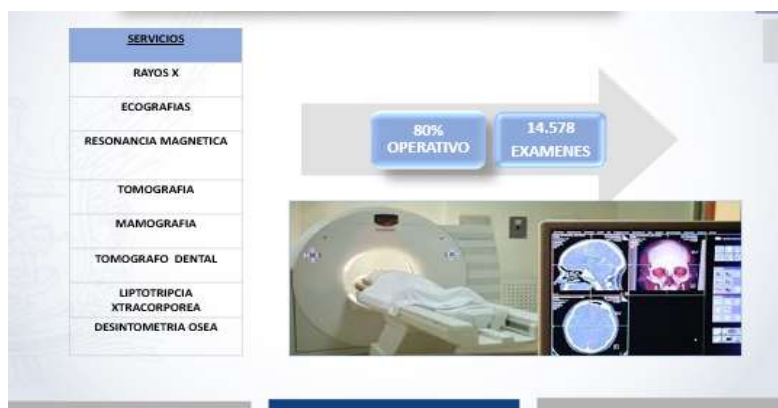 SERVICIOS
RAYOS X
ECOGRAFIAS
RESONANCIA MAGNETICA
TOMOGRAFIA
MAMOGRAFIA
TOMOGRAFO DENTAL
LIPTOTRIPCIA
XTRACORPOREA
DESINTOMETRIA OSEA
80%
OPERATIVO
14.578
EXAMENES